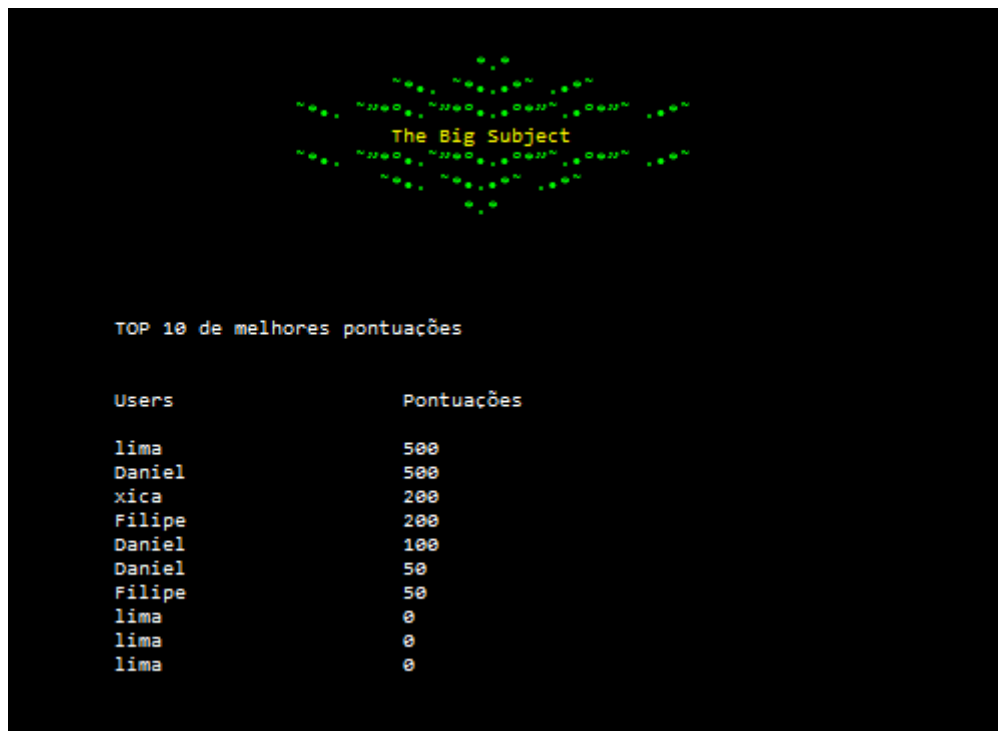 The Big Subject
TOP 10 de melhores pontuações
Users Pontuações
lima 500
Daniel 500
xica 200
Filipe 200
Daniel 100
Daniel 50
Filipe 50
lima 0
lima 0
lima 0